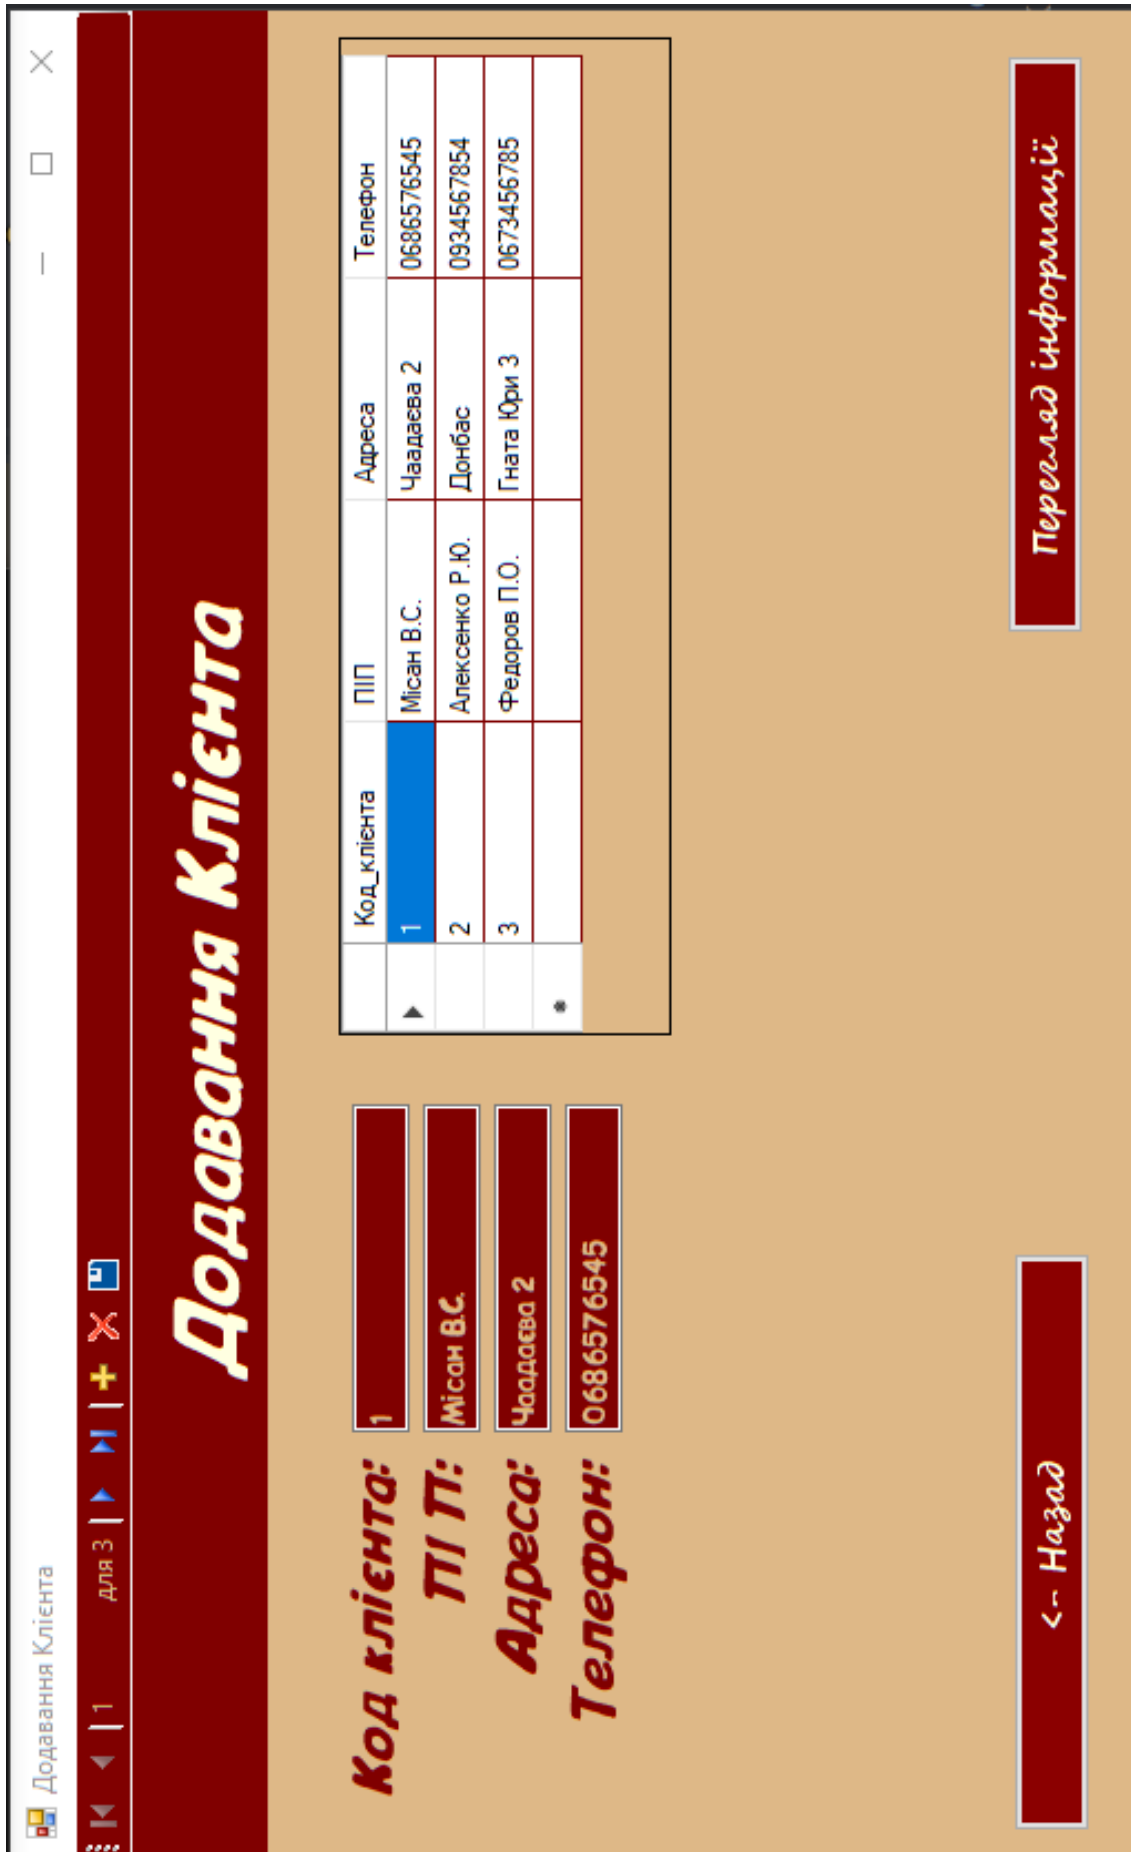 Додавання Клієнта
1 для 3
Додавання Клієнта
Код клієнта: 1
ПІП: Місан В.С.
Адреса: Чаадаєва 2
Телефон: 0686576545
Код_клієнта ПІП Адреса Телефон
1 Місан В.С. Чаадаєва 2 0686576545
2 Алексенко Р.Ю. Донбас 0934567854
3 Федоров П.О. Гната Юри 3 0673456785
<- Назад
Перегляд інформації